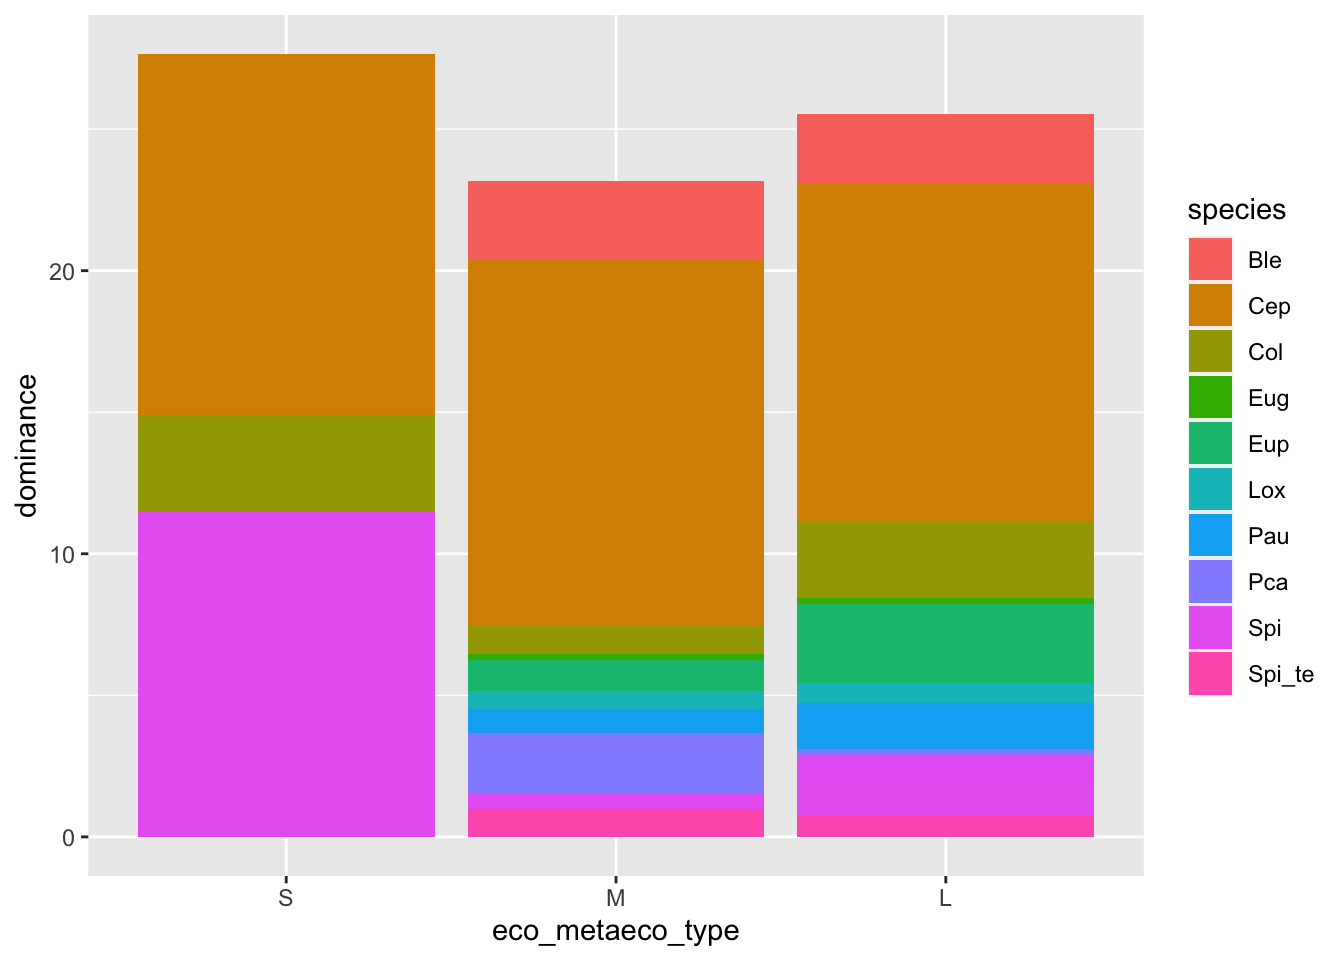 dominance
20
10
0
S
M
L
eco_metaeco_type
species
Ble
Cep
Col
Eug
Eup
Lox
Pau
Pca
Spi
Spi_te